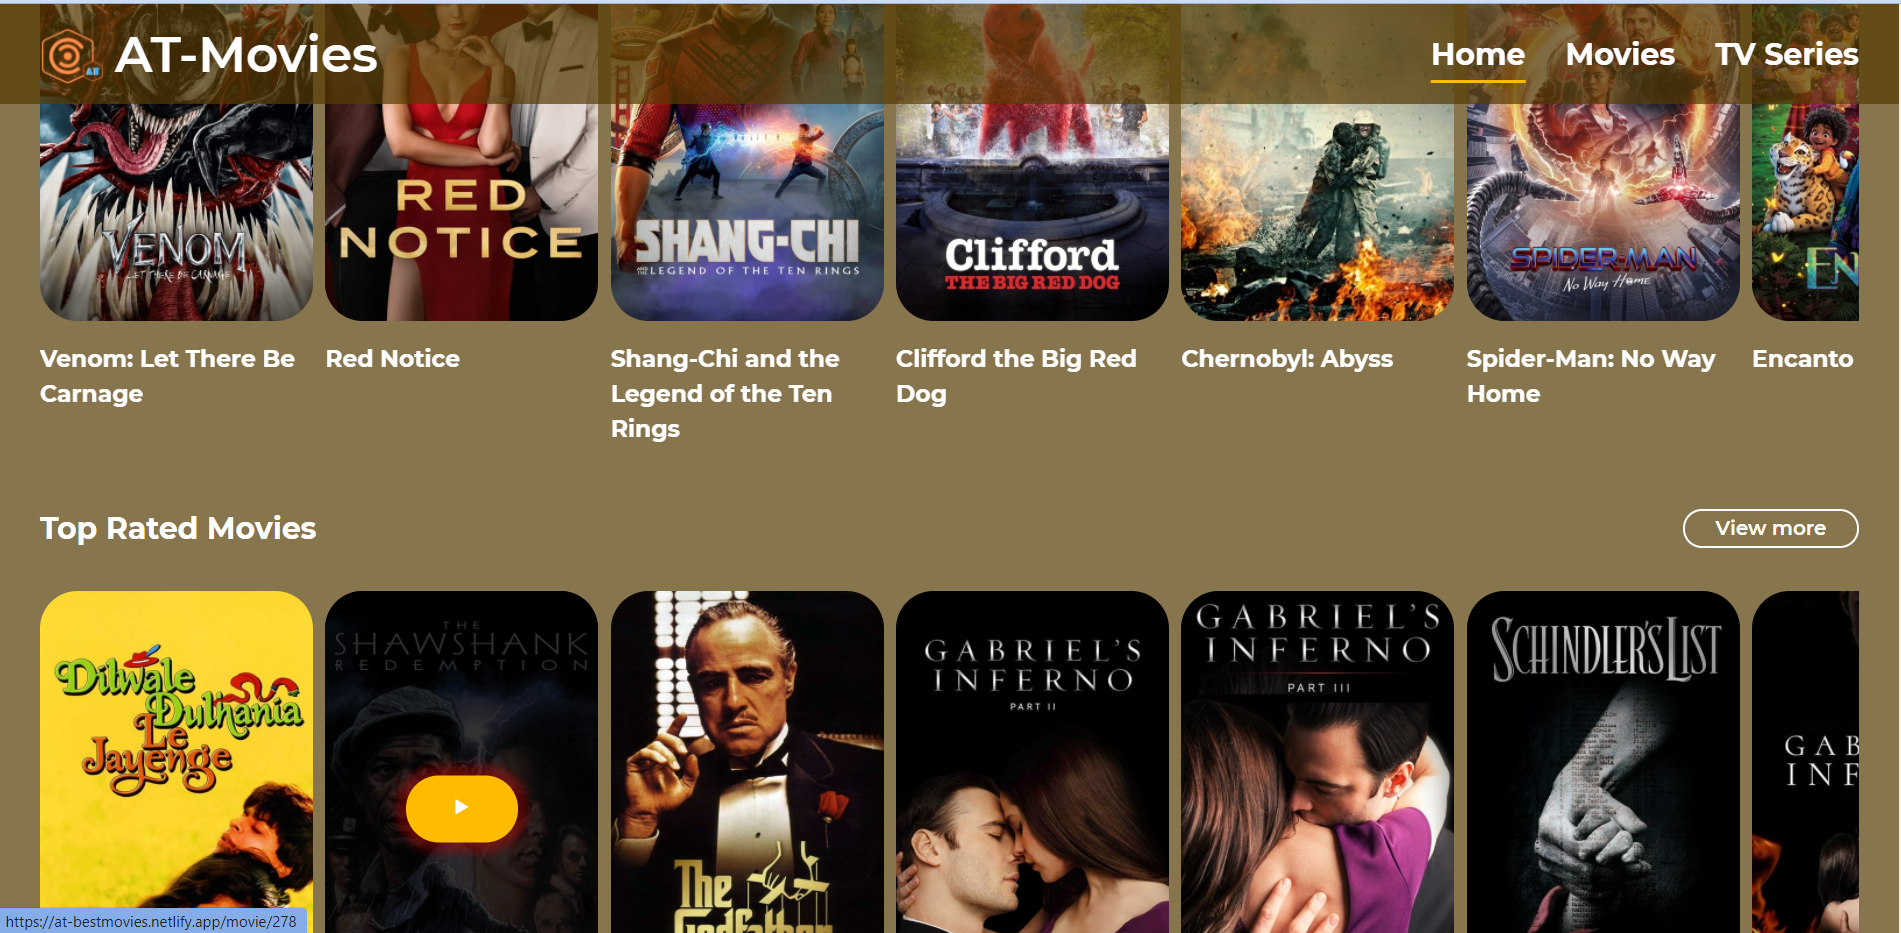 AT-Movies
Home Movies TV Series
VENOM
LET THERE BE CARNAGE
RED
NOTICE
SHANG-CHI
AND THE LEGEND OF THE TEN RINGS
Clifford
THE BIG RED DOG
SPIDER-MAN
No Way Home
EN
Venom: Let There Be
Carnage
Red Notice
Shang-Chi and the
Legend of the Ten
Rings
Clifford the Big Red
Dog
Chernobyl: Abyss
Spider-Man: No Way
Home
Encanto
Top Rated Movies
View more
Dilwale
Dulhania
Le
Jayenge
THE
SHAWSHANK
REDEMPTION
The
Godfather
GABRIEL'S
INFERNO
PART II
GABRIEL'S
INFERNO
PART III
SCHINDLER'S LIST
GAB
INF
https://at-bestmovies.netlify.app/movie/278